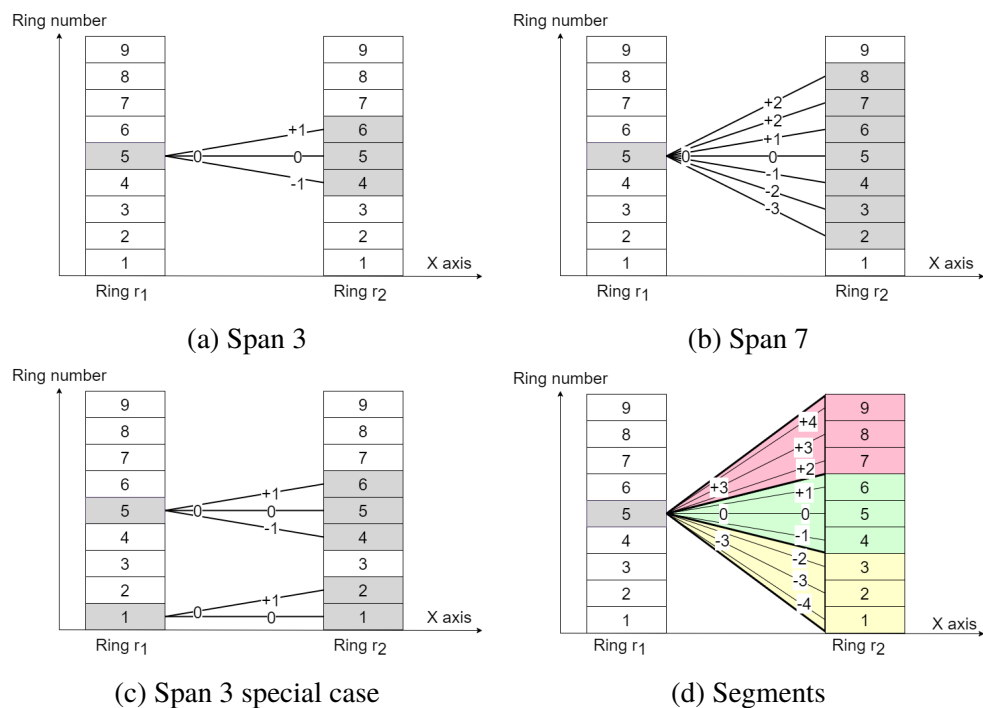 Ring number
9 9
8 8
7 7
+1
6 6
5 0 0 5
4 4
-1
3 3
2 2
1 1
X axis
Ring r1 Ring r2
(a) Span 3
Ring number
9 9
8 8
+2
7 7
+2
6 6
+1
5 0 0 5
-1
4 4
-2
3 3
-3
2 2
1 1
X axis
Ring r1 Ring r2
(b) Span 7
Ring number
9 9
8 8
7 7
+1
6 6
5 0 0 5
-1
4 4
3 3
2 2
+1
1 0 0 1
X axis
Ring r1 Ring r2
(c) Span 3 special case
Ring number
9 9
+4
8 8
+3
7 7
+2
+3
6 +1 6
5 0 0 5
-1
4 -3 4
-2
3 3
-3
2 2
-4
1 1
X axis
Ring r1 Ring r2
(d) Segments